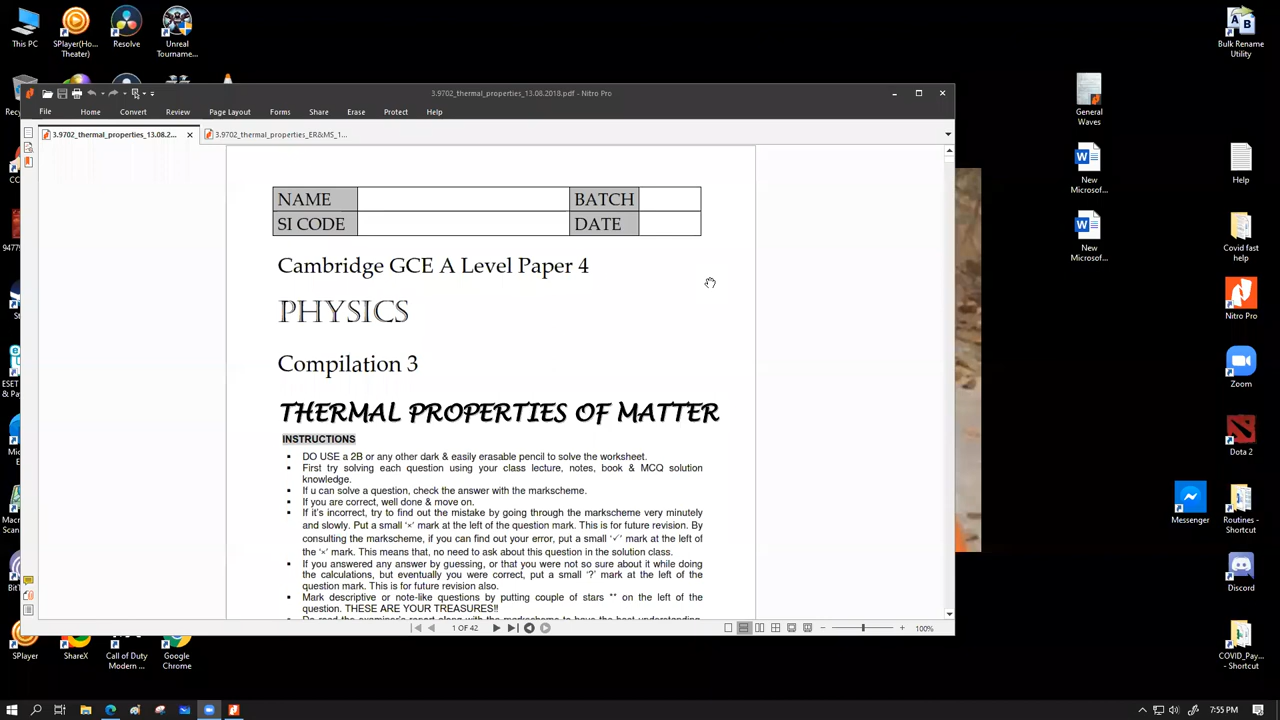 This PC
SPlayer(Ho... Theater)
Resolve
Unreal Tourname...
Bulk Rename Utility
3.9702_thermal_properties_13.08.2018.pdf - Nitro Pro
File Home Convert Review Page Layout Forms Share Erase Protect Help
3.9702_thermal_properties_13.08.2... 3.9702_thermal_properties_ER&MS_1...
NAME BATCH
SI CODE DATE
Cambridge GCE A Level Paper 4
PHYSICS
Compilation 3
THERMAL PROPERTIES OF MATTER
INSTRUCTIONS
▪ DO USE a 2B or any other dark & easily erasable pencil to solve the worksheet.
▪ First try solving each question using your class lecture, notes, book & MCQ solution
knowledge.
▪ If u can solve a question, check the answer with the markscheme.
▪ If you are correct, well done & move on.
▪ If it's incorrect, try to find out the mistake by going through the markscheme very minutely
and slowly. Put a small '×' mark at the left of the question mark. This is for future revision. By
consulting the markscheme, if you can find out your error, put a small '✓' mark at the left of
the '×' mark. This means that, no need to ask about this question in the solution class.
▪ If you answered any answer by guessing, or that you were not so sure about it while doing
the calculations, but eventually you were correct, put a small '?' mark at the left of the
question mark. This is for future revision also.
▪ Mark descriptive or note-like questions by putting couple of stars ** on the left of the
question. THESE ARE YOUR TREASURES!!
1 OF 42
100%
General Waves
New Microsof...
New Microsof...
Help
Covid fast help
Nitro Pro
Zoom
Dota 2
Messenger
Routines - Shortcut
Discord
COVID_Pay... - Shortcut
SPlayer
ShareX
Call of Duty Modern ...
Google Chrome
7:55 PM